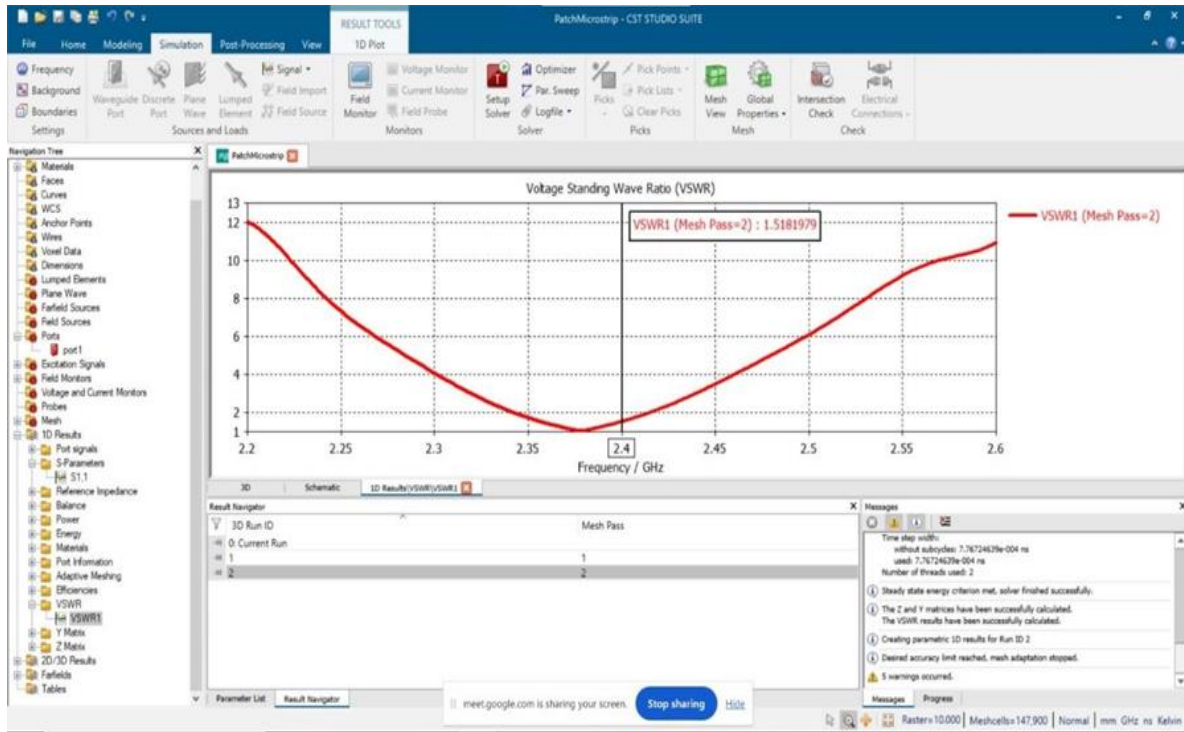 RESULT TOOLS
PatchMicrostrip - CST STUDIO SUITE
File Home Modeling Simulation Post-Processing View 1D Plot
Frequency
Background
Boundaries
Settings
Waveguide Port
Discrete Port
Plane Wave
Lumped Element
Signal
Field Import
Field Source
Sources and Loads
Field Monitor
Voltage Monitor
Current Monitor
Field Probe
Monitors
Setup Solver
Optimizer
Par. Sweep
Logfile
Solver
Picks
Pick Points
Pick Lists
Clear Picks
Picks
Mesh View
Global Properties
Mesh
Intersection Check
Electrical Connections
Check
Navigation Tree
Materials
Faces
Curves
WCS
Anchor Points
Wires
Voxel Data
Dimensions
Lumped Elements
Plane Wave
Farfield Sources
Field Sources
Ports
port1
Excitation Signals
Field Monitors
Voltage and Current Monitors
Probes
Mesh
1D Results
Port signals
S-Parameters
S1,1
Reference Impedance
Balance
Power
Energy
Materials
Port Information
Adaptive Meshing
Efficiencies
VSWR
VSWR1
Y Matrix
Z Matrix
2D/3D Results
Farfields
Tables
PatchMicrostrip
Voltage Standing Wave Ratio (VSWR)
13
12
10
8
6
4
2
1
VSWR1 (Mesh Pass=2) : 1.5181979
VSWR1 (Mesh Pass=2)
2.2 2.25 2.3 2.35 2.4 2.45 2.5 2.55 2.6
Frequency / GHz
3D Schematic 1D Results\VSWR\VSWR1
Result Navigator
3D Run ID Mesh Pass
0: Current Run
1 1
2 2
Parameter List Result Navigator
Messages
Time step width:
without subcycles: 7.76724639e-004 ns
used: 7.76724639e-004 ns
Number of threads used: 2
Steady state energy criterion met, solver finished successfully.
The Z and Y matrices have been successfully calculated.
The VSWR results have been successfully calculated.
Creating parametric 1D results for Run ID 2
Desired accuracy limit reached, mesh adaptation stopped.
5 warnings occurred.
Messages Progress
meet.google.com is sharing your screen. Stop sharing Hide
Raster=10.000 Meshcells=147,900 Normal mm GHz ns Kelvin